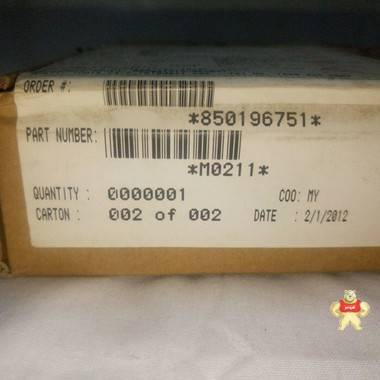 ORDER #:
*850196751*
PART NUMBER:
*M0211*
QUANTITY : 0000001 COO: MY
CARTON : 002 of 002 DATE : 2/1/2012